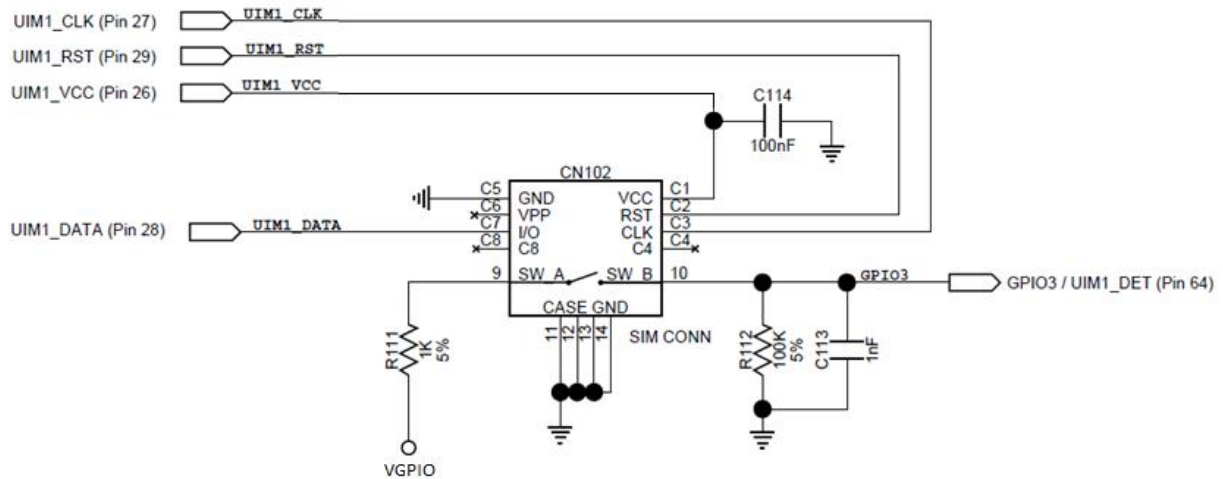 UIM1_CLK (Pin 27) UIM1_CLK
UIM1_RST (Pin 29) UIM1_RST
UIM1_VCC (Pin 26) UIM1 VCC
C114
100nF
CN102
C5 GND VCC C1
C6 VPP RST C2
UIM1_DATA (Pin 28) UIM1_DATA C7 I/O CLK C3
C8 C8 C4 C4
9 SW_A SW_B 10 GPIO3 GPIO3 / UIM1_DET (Pin 64)
CASE GND
11 12 13 14
SIM CONN
R111
1K
5%
R112
100K
5%
C113
1nF
VGPIO